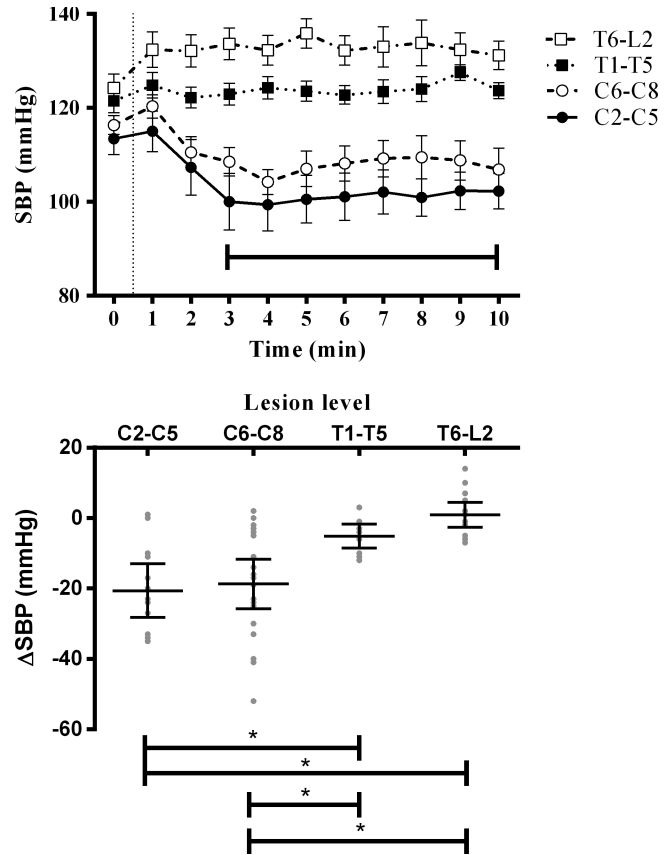 140
120
100
80
SBP (mmHg)
0 1 2 3 4 5 6 7 8 9 10
Time (min)
T6-L2
T1-T5
C6-C8
C2-C5
Lesion level
C2-C5 C6-C8 T1-T5 T6-L2
20
0
-20
-40
-60
ΔSBP (mmHg)
*
*
*
*